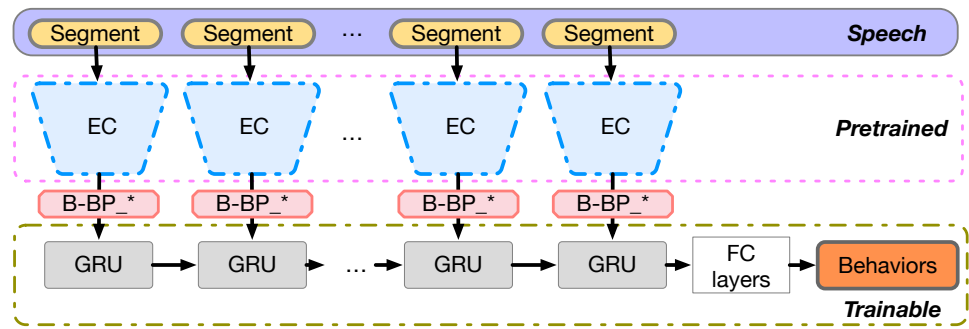 Segment Segment ... Segment Segment Speech
EC EC ... EC EC Pretrained
B-BP_* B-BP_* B-BP_* B-BP_*
GRU GRU ... GRU GRU FC layers Behaviors
Trainable